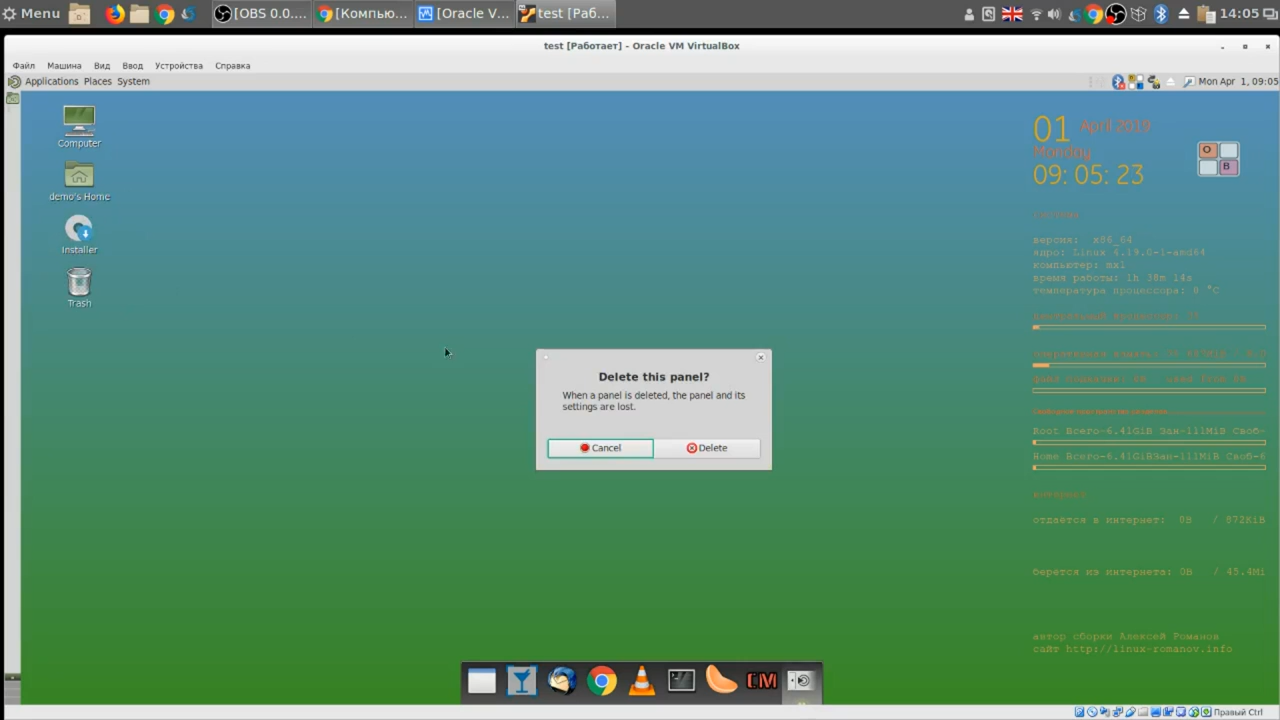 Menu
[OBS 0.0....
[Компью...
[Oracle V...
test [Раб...
14:05
test [Работает] - Oracle VM VirtualBox
Файл Машина Вид Ввод Устройства Справка
Applications Places System
Mon Apr 1, 09:05
Computer
demo's Home
Installer
Trash
01 April 2019
Monday
09: 05: 23
O
B
версия: x86_64
ядро: Linux 4.19.0-1-amd64
компьютер: mx1
время работы: 1h 38m 14s
температура процессора: 0 °C
Root Всего-6.41GiB Зан-111MiB Своб-
Home Всего-6.41GiBЗан-111MiB Своб-6
отдаётся в интернет: 0B / 872KiB
берётся из интернета: 0B / 45.4Mi
автор сборки Алексей Романов
сайт http://linux-romanov.info
Delete this panel?
When a panel is deleted, the panel and its
settings are lost.
Cancel
Delete
Правый Ctrl